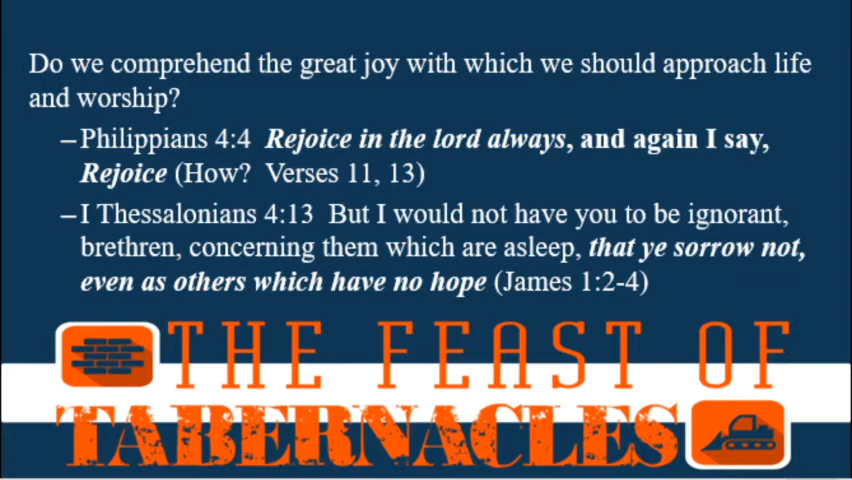 Do we comprehend the great joy with which we should approach life
and worship?
–Philippians 4:4  Rejoice in the lord always, and again I say,
Rejoice (How?  Verses 11, 13)
–I Thessalonians 4:13  But I would not have you to be ignorant,
brethren, concerning them which are asleep, that ye sorrow not,
even as others which have no hope (James 1:2-4)
THE FEAST OF
TABERNACLES